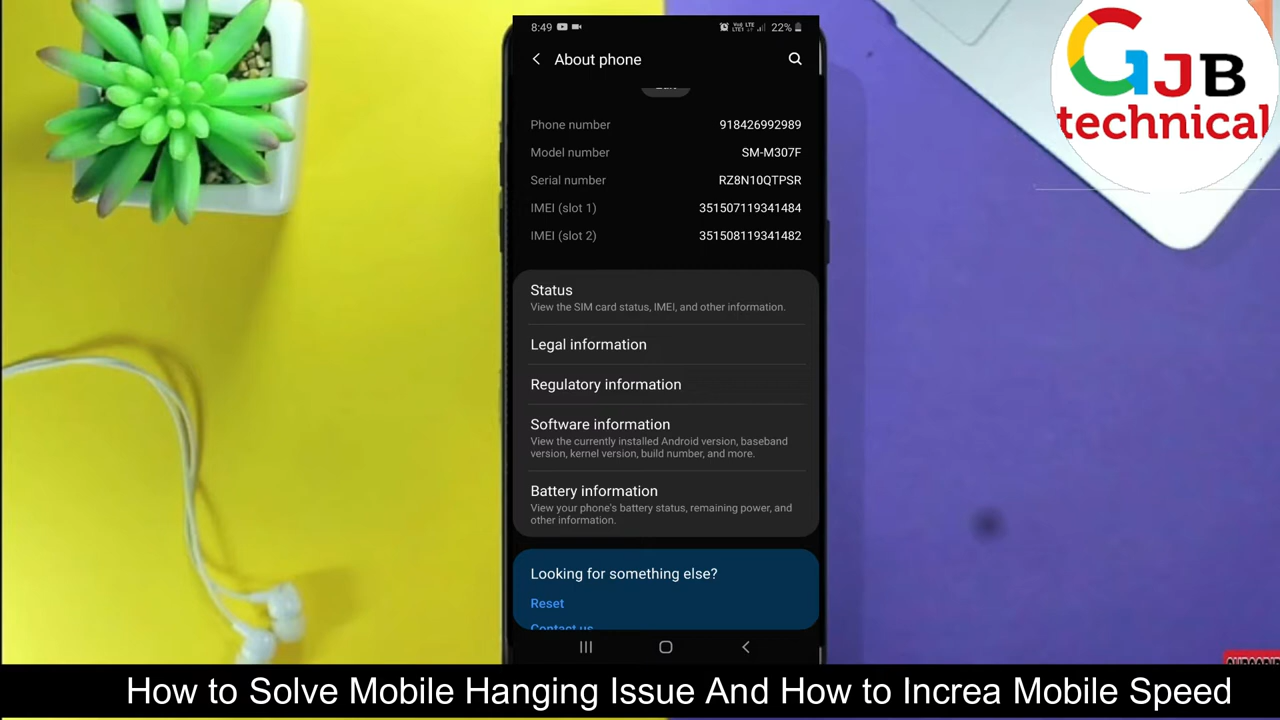 8:49
22%
About phone
Phone number 918426992989
Model number SM-M307F
Serial number RZ8N10QTPSR
IMEI (slot 1) 351507119341484
IMEI (slot 2) 351508119341482
Status
View the SIM card status, IMEI, and other information.
Legal information
Regulatory information
Software information
View the currently installed Android version, baseband
version, kernel version, build number, and more.
Battery information
View your phone's battery status, remaining power, and
other information.
Looking for something else?
Reset
Contact us
GJB
technical
How to Solve Mobile Hanging Issue And How to Increa Mobile Speed